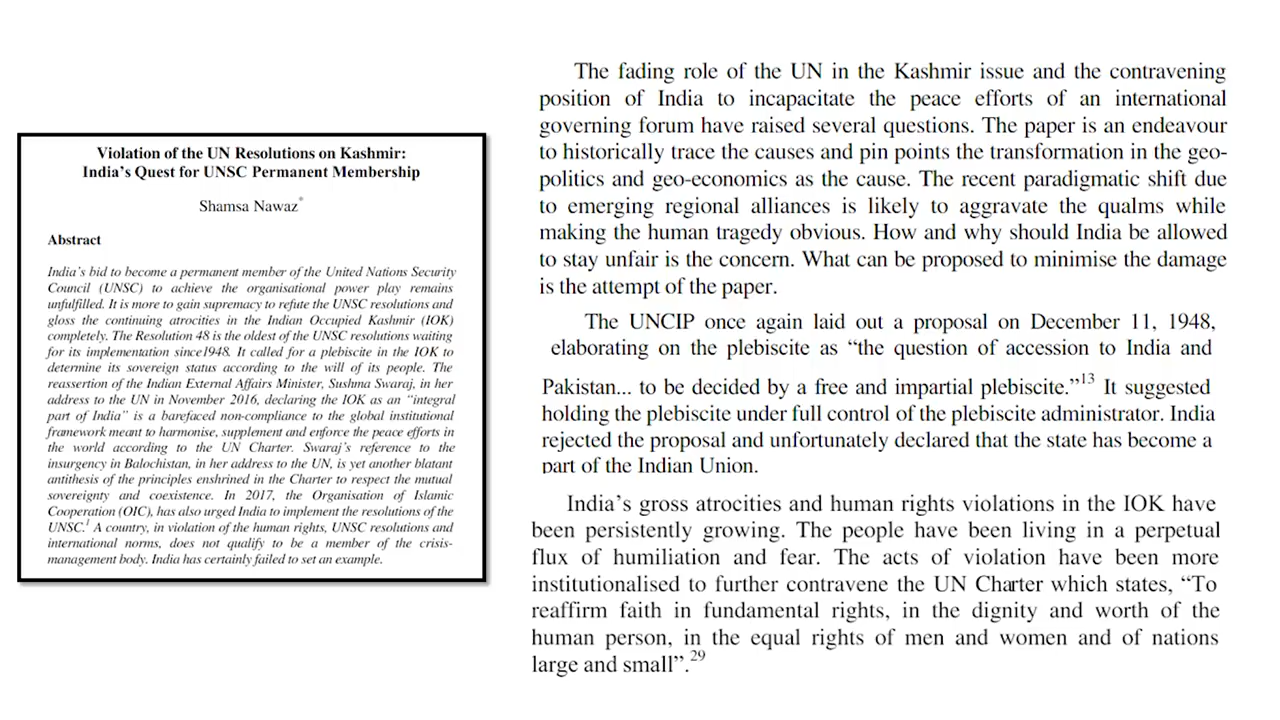 Violation of the UN Resolutions on Kashmir:
India's Quest for UNSC Permanent Membership
Shamsa Nawaz*
Abstract
India's bid to become a permanent member of the United Nations Security
Council (UNSC) to achieve the organisational power play remains
unfulfilled. It is more to gain supremacy to refute the UNSC resolutions and
gloss the continuing atrocities in the Indian Occupied Kashmir (IOK)
completely. The Resolution 48 is the oldest of the UNSC resolutions waiting
for its implementation since1948. It called for a plebiscite in the IOK to
determine its sovereign status according to the will of its people. The
reassertion of the Indian External Affairs Minister, Sushma Swaraj, in her
address to the UN in November 2016, declaring the IOK as an “integral
part of India” is a barefaced non-compliance to the global institutional
framework meant to harmonise, supplement and enforce the peace efforts in
the world according to the UN Charter. Swaraj's reference to the
insurgency in Balochistan, in her address to the UN, is yet another blatant
antithesis of the principles enshrined in the Charter to respect the mutual
sovereignty and coexistence. In 2017, the Organisation of Islamic
Cooperation (OIC), has also urged India to implement the resolutions of the
UNSC.1 A country, in violation of the human rights, UNSC resolutions and
international norms, does not qualify to be a member of the crisis-
management body. India has certainly failed to set an example.
The fading role of the UN in the Kashmir issue and the contravening
position of India to incapacitate the peace efforts of an international
governing forum have raised several questions. The paper is an endeavour
to historically trace the causes and pin points the transformation in the geo-
politics and geo-economics as the cause. The recent paradigmatic shift due
to emerging regional alliances is likely to aggravate the qualms while
making the human tragedy obvious. How and why should India be allowed
to stay unfair is the concern. What can be proposed to minimise the damage
is the attempt of the paper.
The UNCIP once again laid out a proposal on December 11, 1948,
elaborating on the plebiscite as “the question of accession to India and
Pakistan... to be decided by a free and impartial plebiscite.”13 It suggested
holding the plebiscite under full control of the plebiscite administrator. India
rejected the proposal and unfortunately declared that the state has become a
part of the Indian Union.
India's gross atrocities and human rights violations in the IOK have
been persistently growing. The people have been living in a perpetual
flux of humiliation and fear. The acts of violation have been more
institutionalised to further contravene the UN Charter which states, “To
reaffirm faith in fundamental rights, in the dignity and worth of the
human person, in the equal rights of men and women and of nations
large and small”.29